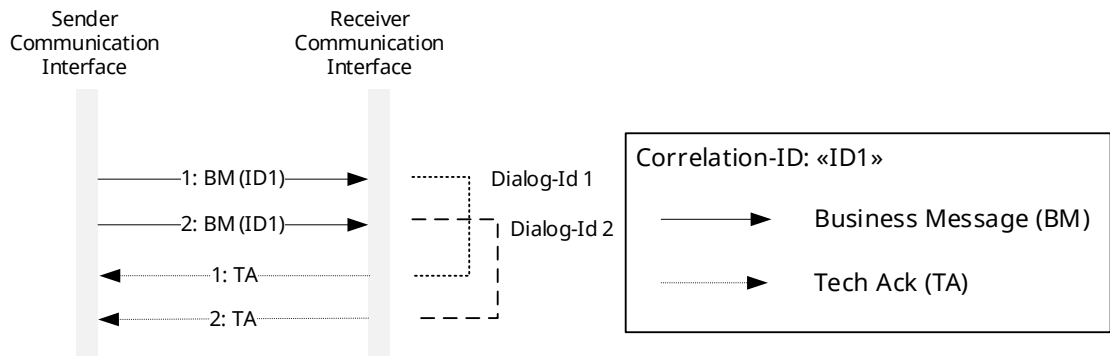 Sender
Communication
Interface
Receiver
Communication
Interface
1: BM (ID1)
Dialog-Id 1
2: BM (ID1)
Dialog-Id 2
1: TA
2: TA
Correlation-ID: «ID1»
Business Message (BM)
Tech Ack (TA)